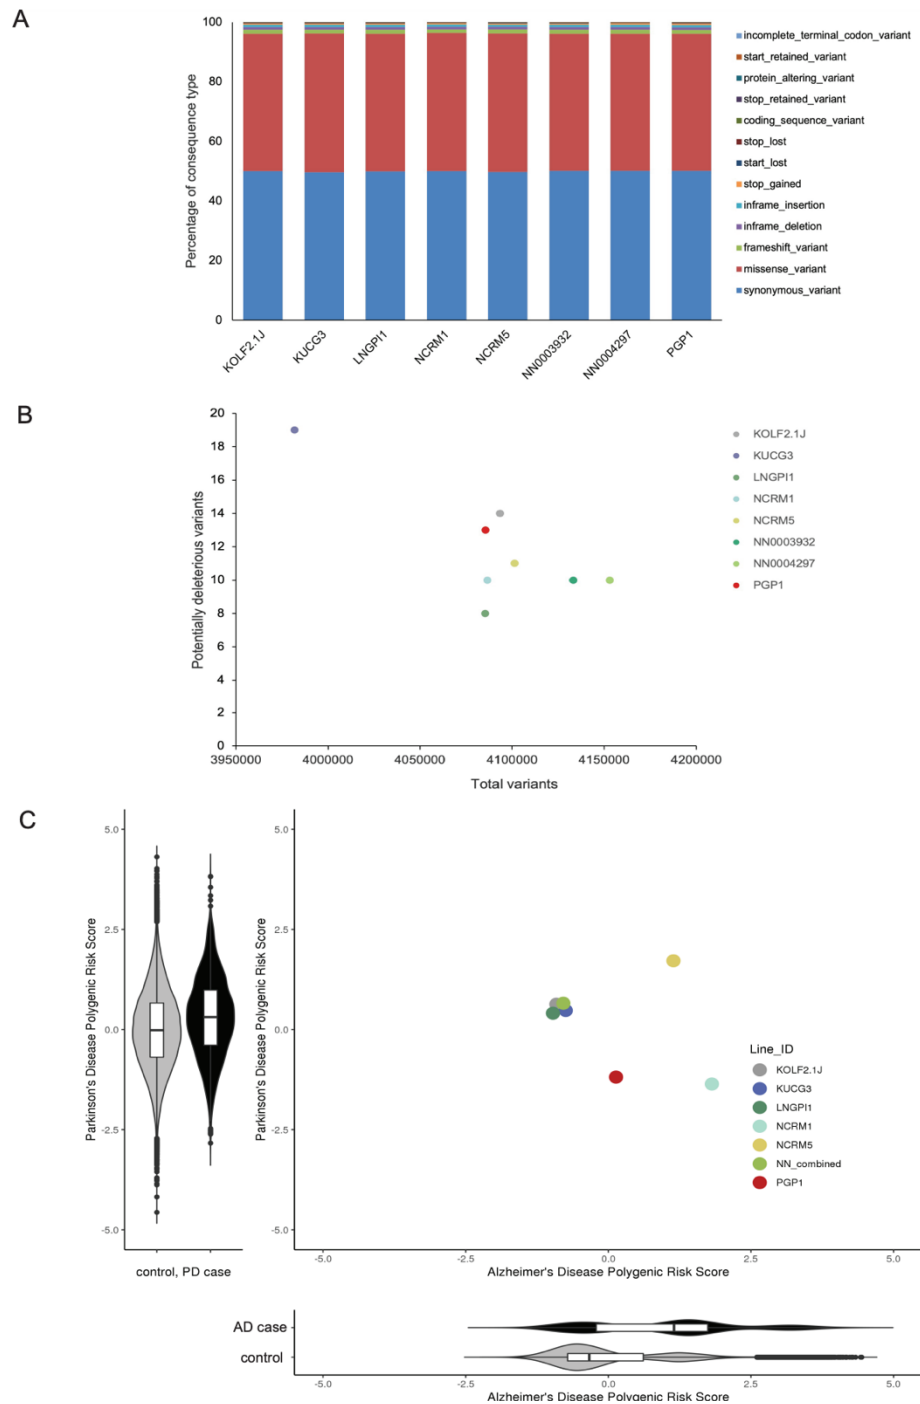 A
Percentage of consequence type
100
80
60
40
20
0
KOLF2.1J
KUCG3
LNGPI1
NCRM1
NCRM5
NN0003932
NN0004297
PGP1
incomplete_terminal_codon_variant
start_retained_variant
protein_altering_variant
stop_retained_variant
coding_sequence_variant
stop_lost
start_lost
stop_gained
inframe_insertion
inframe_deletion
frameshift_variant
missense_variant
synonymous_variant
B
Potentially deleterious variants
20
18
16
14
12
10
8
6
4
2
0
3950000 4000000 4050000 4100000 4150000 4200000
Total variants
KOLF2.1J
KUCG3
LNGPI1
NCRM1
NCRM5
NN0003932
NN0004297
PGP1
C
Parkinson's Disease Polygenic Risk Score
5.0
2.5
0.0
-2.5
-5.0
control, PD case
Parkinson's Disease Polygenic Risk Score
5.0
2.5
0.0
-2.5
-5.0
-5.0 -2.5 0.0 2.5 5.0
Alzheimer's Disease Polygenic Risk Score
Line_ID
KOLF2.1J
KUCG3
LNGPI1
NCRM1
NCRM5
NN_combined
PGP1
AD case
control
-5.0 -2.5 0.0 2.5 5.0
Alzheimer's Disease Polygenic Risk Score